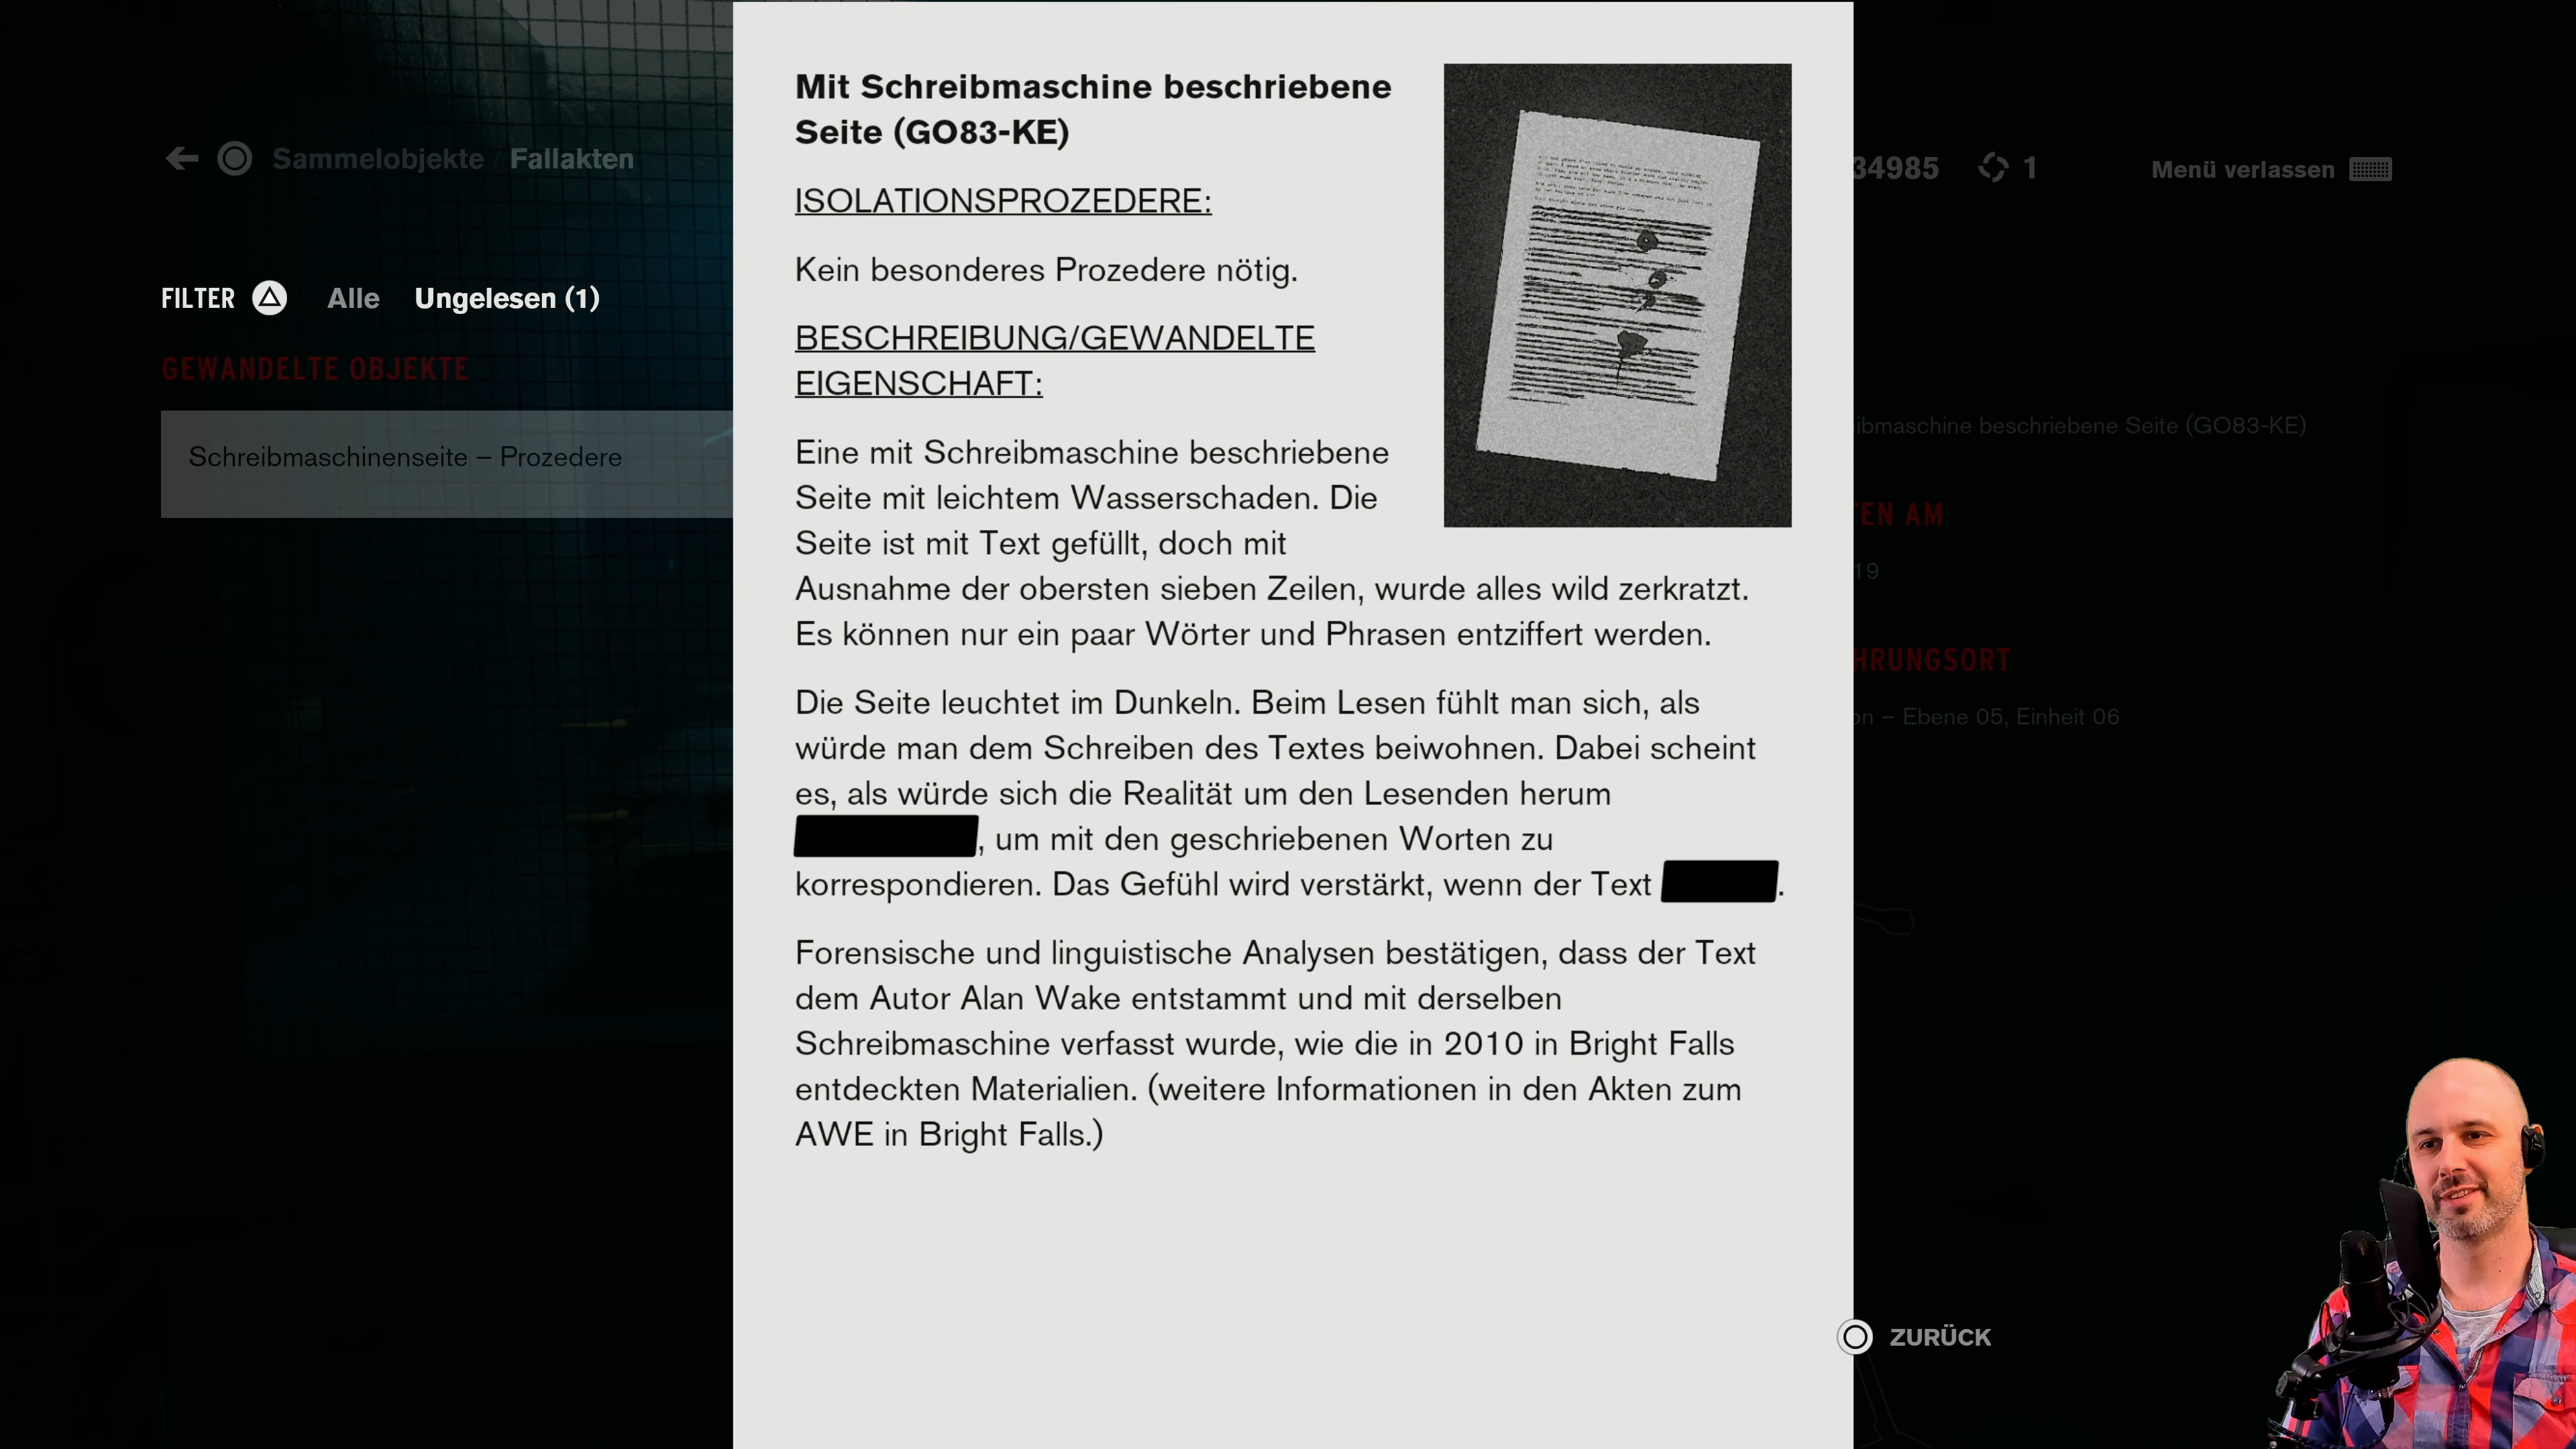 Sammelobjekte / Fallakten
34985 1 Menü verlassen
FILTER Alle Ungelesen (1)
GEWANDELTE OBJEKTE
Schreibmaschinenseite – Prozedere
Mit Schreibmaschine beschriebene
Seite (GO83-KE)
ISOLATIONSPROZEDERE:
Kein besonderes Prozedere nötig.
BESCHREIBUNG/GEWANDELTE
EIGENSCHAFT:
Eine mit Schreibmaschine beschriebene
Seite mit leichtem Wasserschaden. Die
Seite ist mit Text gefüllt, doch mit
Ausnahme der obersten sieben Zeilen, wurde alles wild zerkratzt.
Es können nur ein paar Wörter und Phrasen entziffert werden.
Die Seite leuchtet im Dunkeln. Beim Lesen fühlt man sich, als
würde man dem Schreiben des Textes beiwohnen. Dabei scheint
es, als würde sich die Realität um den Lesenden herum
, um mit den geschriebenen Worten zu
korrespondieren. Das Gefühl wird verstärkt, wenn der Text .
Forensische und linguistische Analysen bestätigen, dass der Text
dem Autor Alan Wake entstammt und mit derselben
Schreibmaschine verfasst wurde, wie die in 2010 in Bright Falls
entdeckten Materialien. (weitere Informationen in den Akten zum
AWE in Bright Falls.)
ibmaschine beschriebene Seite (GO83-KE)
TEN AM
19
HRUNGSORT
on – Ebene 05, Einheit 06
ZURÜCK